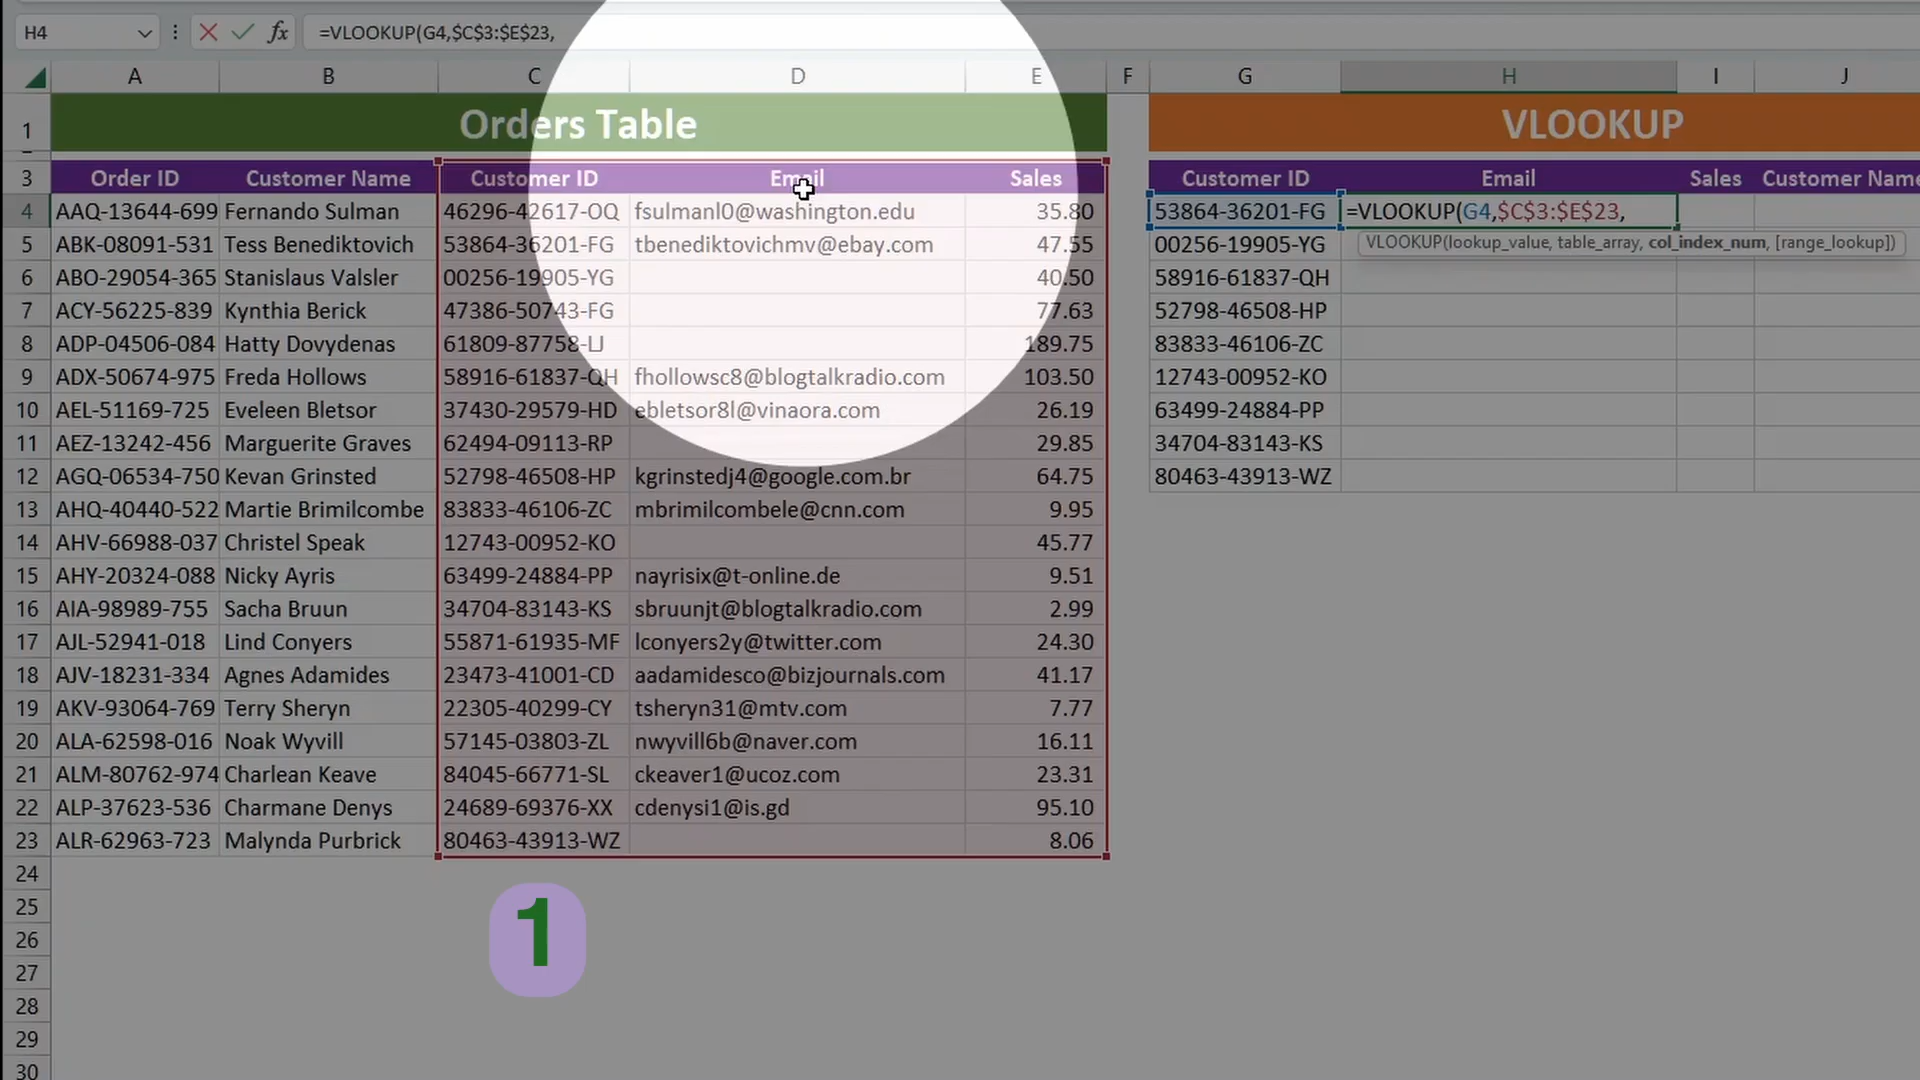 H4 =VLOOKUP(G4,$C$3:$E$23,
A B C D E F G H I J
1 Orders Table VLOOKUP
3 Order ID Customer Name Customer ID Email Sales Customer ID Email Sales Customer Name
4 AAQ-13644-699 Fernando Sulman 46296-42617-OQ fsulmanl0@washington.edu 35.80 53864-36201-FG =VLOOKUP(G4,$C$3:$E$23,
VLOOKUP(lookup_value, table_array, col_index_num, [range_lookup])
5 ABK-08091-531 Tess Benediktovich 53864-36201-FG tbenediktovichmv@ebay.com 47.55 00256-19905-YG
6 ABO-29054-365 Stanislaus Valsler 00256-19905-YG 40.50 58916-61837-QH
7 ACY-56225-839 Kynthia Berick 47386-50743-FG 77.63 52798-46508-HP
8 ADP-04506-084 Hatty Dovydenas 61809-87758-LJ 189.75 83833-46106-ZC
9 ADX-50674-975 Freda Hollows 58916-61837-QH fhollowsc8@blogtalkradio.com 103.50 12743-00952-KO
10 AEL-51169-725 Eveleen Bletsor 37430-29579-HD ebletsor8l@vinaora.com 26.19 63499-24884-PP
11 AEZ-13242-456 Marguerite Graves 62494-09113-RP 29.85 34704-83143-KS
12 AGQ-06534-750 Kevan Grinsted 52798-46508-HP kgrinstedj4@google.com.br 64.75 80463-43913-WZ
13 AHQ-40440-522 Martie Brimilcombe 83833-46106-ZC mbrimilcombele@cnn.com 9.95
14 AHV-66988-037 Christel Speak 12743-00952-KO 45.77
15 AHY-20324-088 Nicky Ayris 63499-24884-PP nayrisix@t-online.de 9.51
16 AIA-98989-755 Sacha Bruun 34704-83143-KS sbruunjt@blogtalkradio.com 2.99
17 AJL-52941-018 Lind Conyers 55871-61935-MF lconyers2y@twitter.com 24.30
18 AJV-18231-334 Agnes Adamides 23473-41001-CD aadamidesco@bizjournals.com 41.17
19 AKV-93064-769 Terry Sheryn 22305-40299-CY tsheryn31@mtv.com 7.77
20 ALA-62598-016 Noak Wyvill 57145-03803-ZL nwyvill6b@naver.com 16.11
21 ALM-80762-974 Charlean Keave 84045-66771-SL ckeaver1@ucoz.com 23.31
22 ALP-37623-536 Charmane Denys 24689-69376-XX cdenysi1@is.gd 95.10
23 ALR-62963-723 Malynda Purbrick 80463-43913-WZ 8.06
24
25
1
26
27
28
29
30